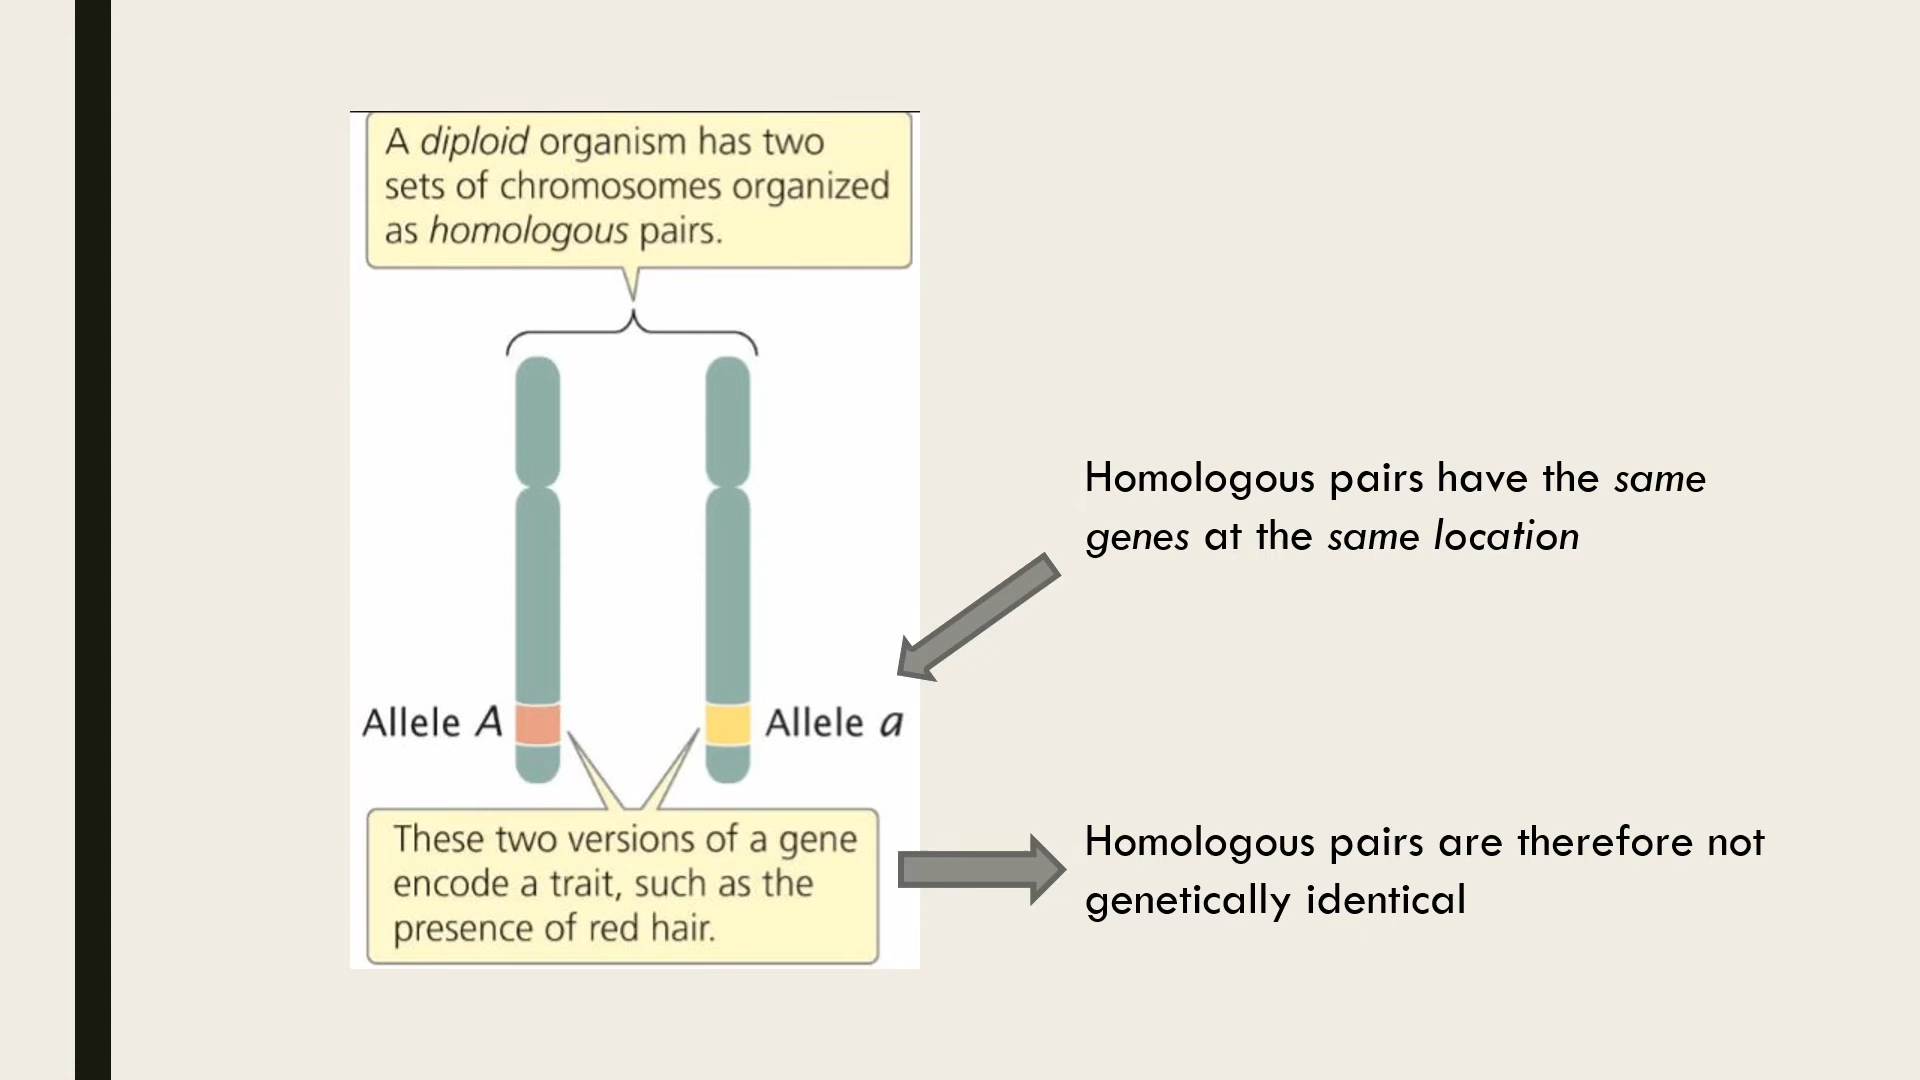 A diploid organism has two
sets of chromosomes organized
as homologous pairs.
Homologous pairs have the same
genes at the same location
Allele A
Allele a
These two versions of a gene
encode a trait, such as the
presence of red hair.
Homologous pairs are therefore not
genetically identical